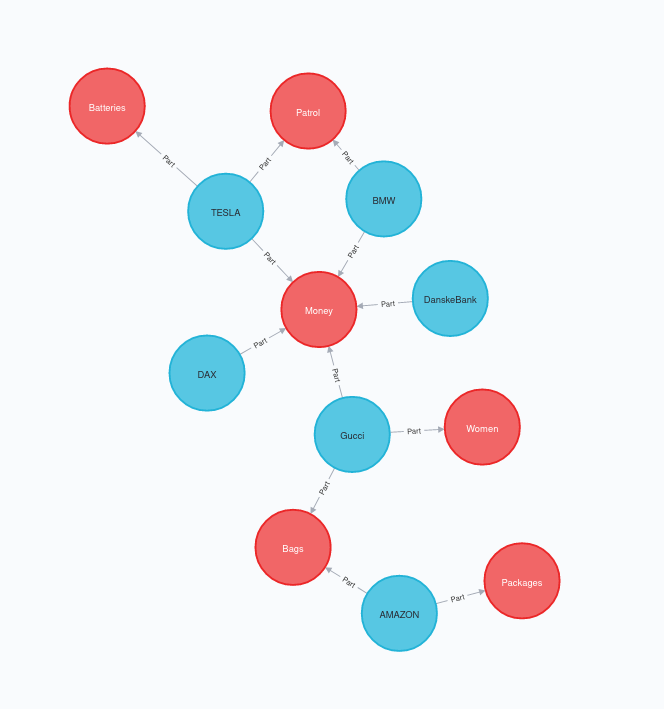 Batteries
Patrol
Part
Part
Part
BMW
TESLA
Part
Part
DanskeBank
Part
Money
Part
DAX
Part
Women
Part
Gucci
Part
Bags
Part
Packages
Part
AMAZON